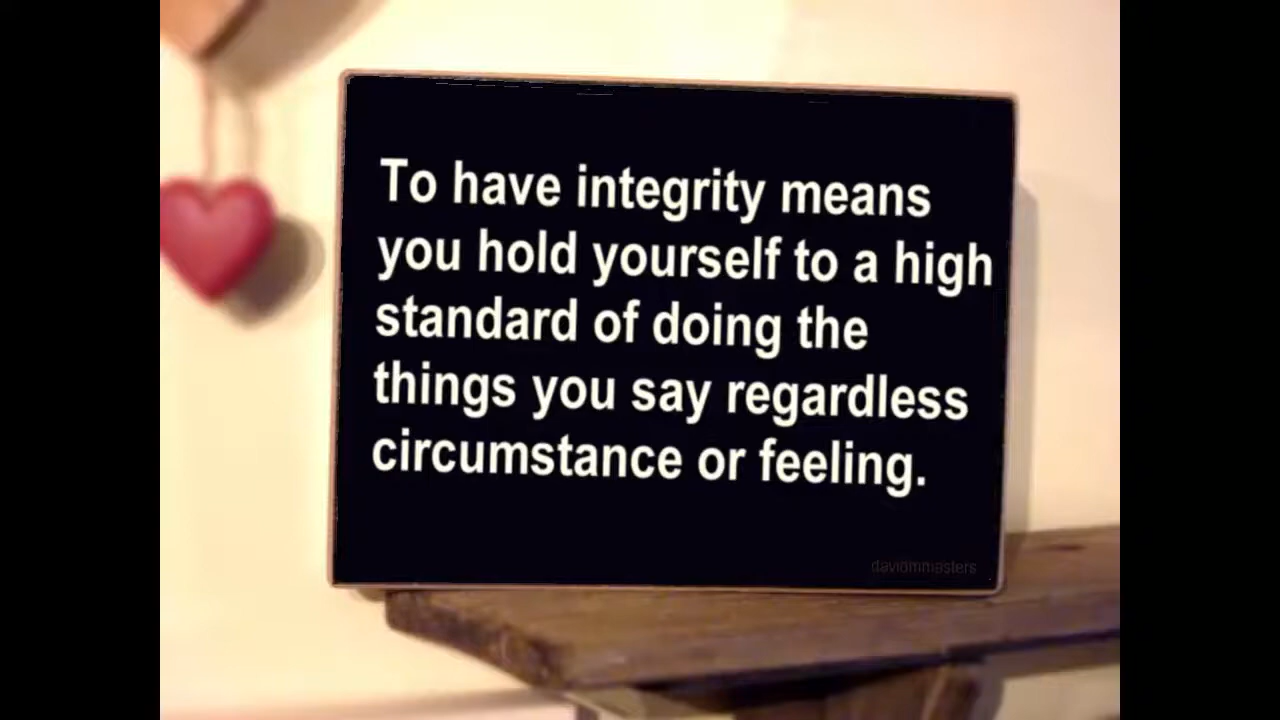 To have integrity means
you hold yourself to a high
standard of doing the
things you say regardless
circumstance or feeling.
davidmmasters